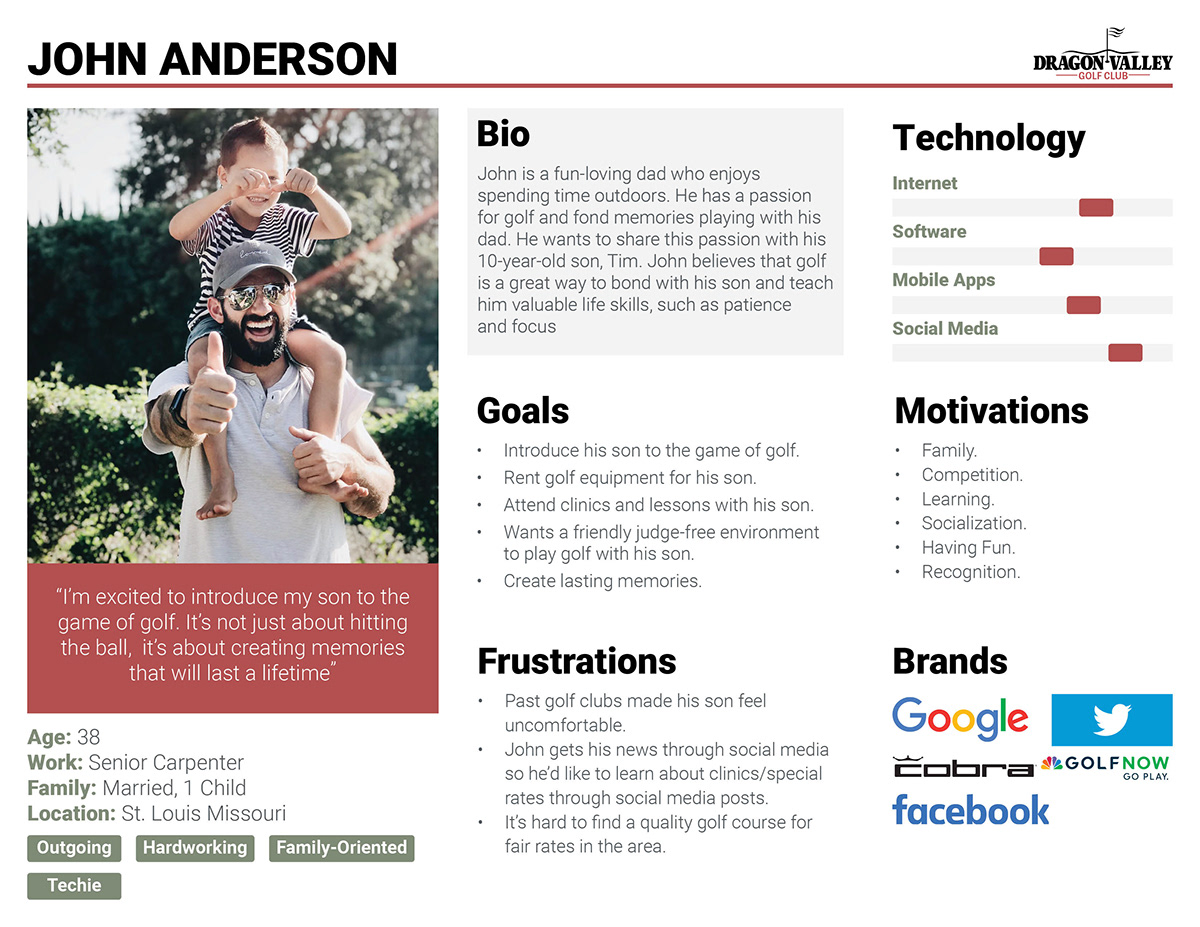 JOHN ANDERSON
DRAGON VALLEY
GOLF CLUB
“I’m excited to introduce my son to the
game of golf. It’s not just about hitting
the ball,  it’s about creating memories
that will last a lifetime”
Age: 38
Work: Senior Carpenter
Family: Married, 1 Child
Location: St. Louis Missouri
Outgoing
Hardworking
Family-Oriented
Techie
Bio
John is a fun-loving dad who enjoys
spending time outdoors. He has a passion
for golf and fond memories playing with his
dad. He wants to share this passion with his
10-year-old son, Tim. John believes that golf
is a great way to bond with his son and teach
him valuable life skills, such as patience
and focus
Goals
• Introduce his son to the game of golf.
• Rent golf equipment for his son.
• Attend clinics and lessons with his son.
• Wants a friendly judge-free environment
to play golf with his son.
• Create lasting memories.
Frustrations
• Past golf clubs made his son feel
uncomfortable.
• John gets his news through social media
so he’d like to learn about clinics/special
rates through social media posts.
• It’s hard to find a quality golf course for
fair rates in the area.
Technology
Internet
Software
Mobile Apps
Social Media
Motivations
• Family.
• Competition.
• Learning.
• Socialization.
• Having Fun.
• Recognition.
Brands
Google
cobra
GOLFNOW
GO PLAY.
facebook